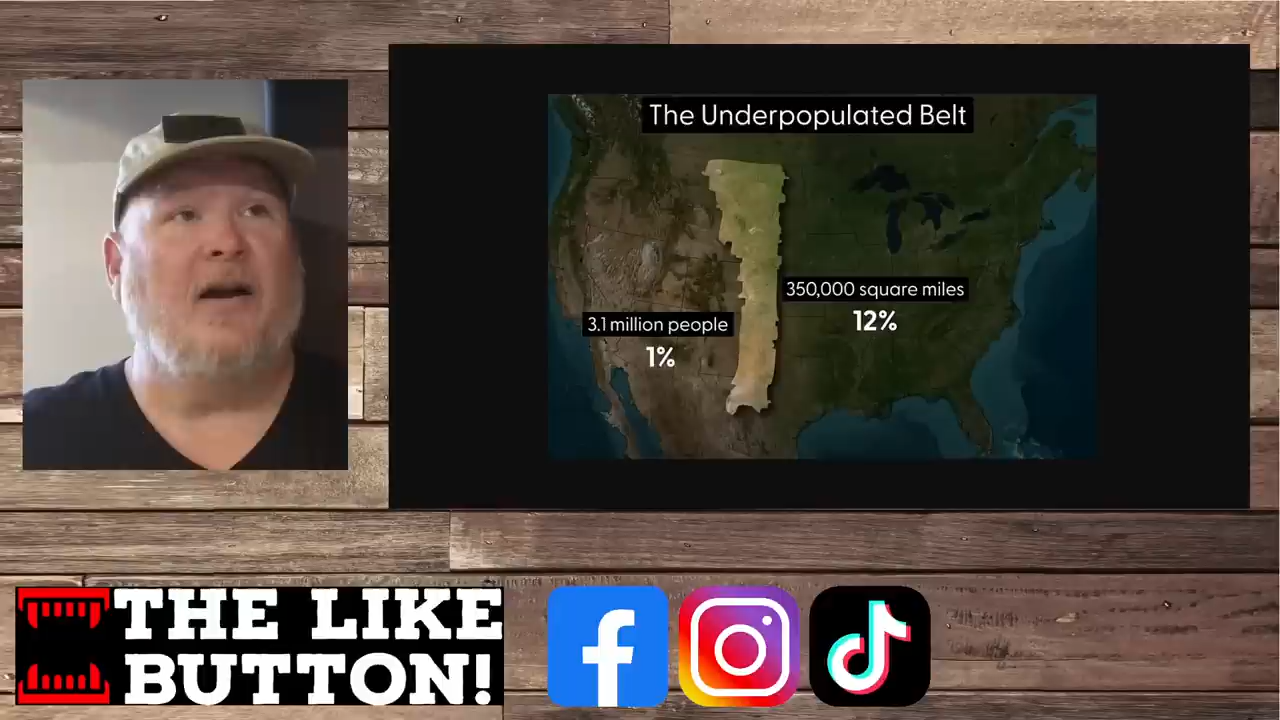 The Underpopulated Belt
350,000 square miles
12%
3.1 million people
1%
THE LIKE
BUTTON!